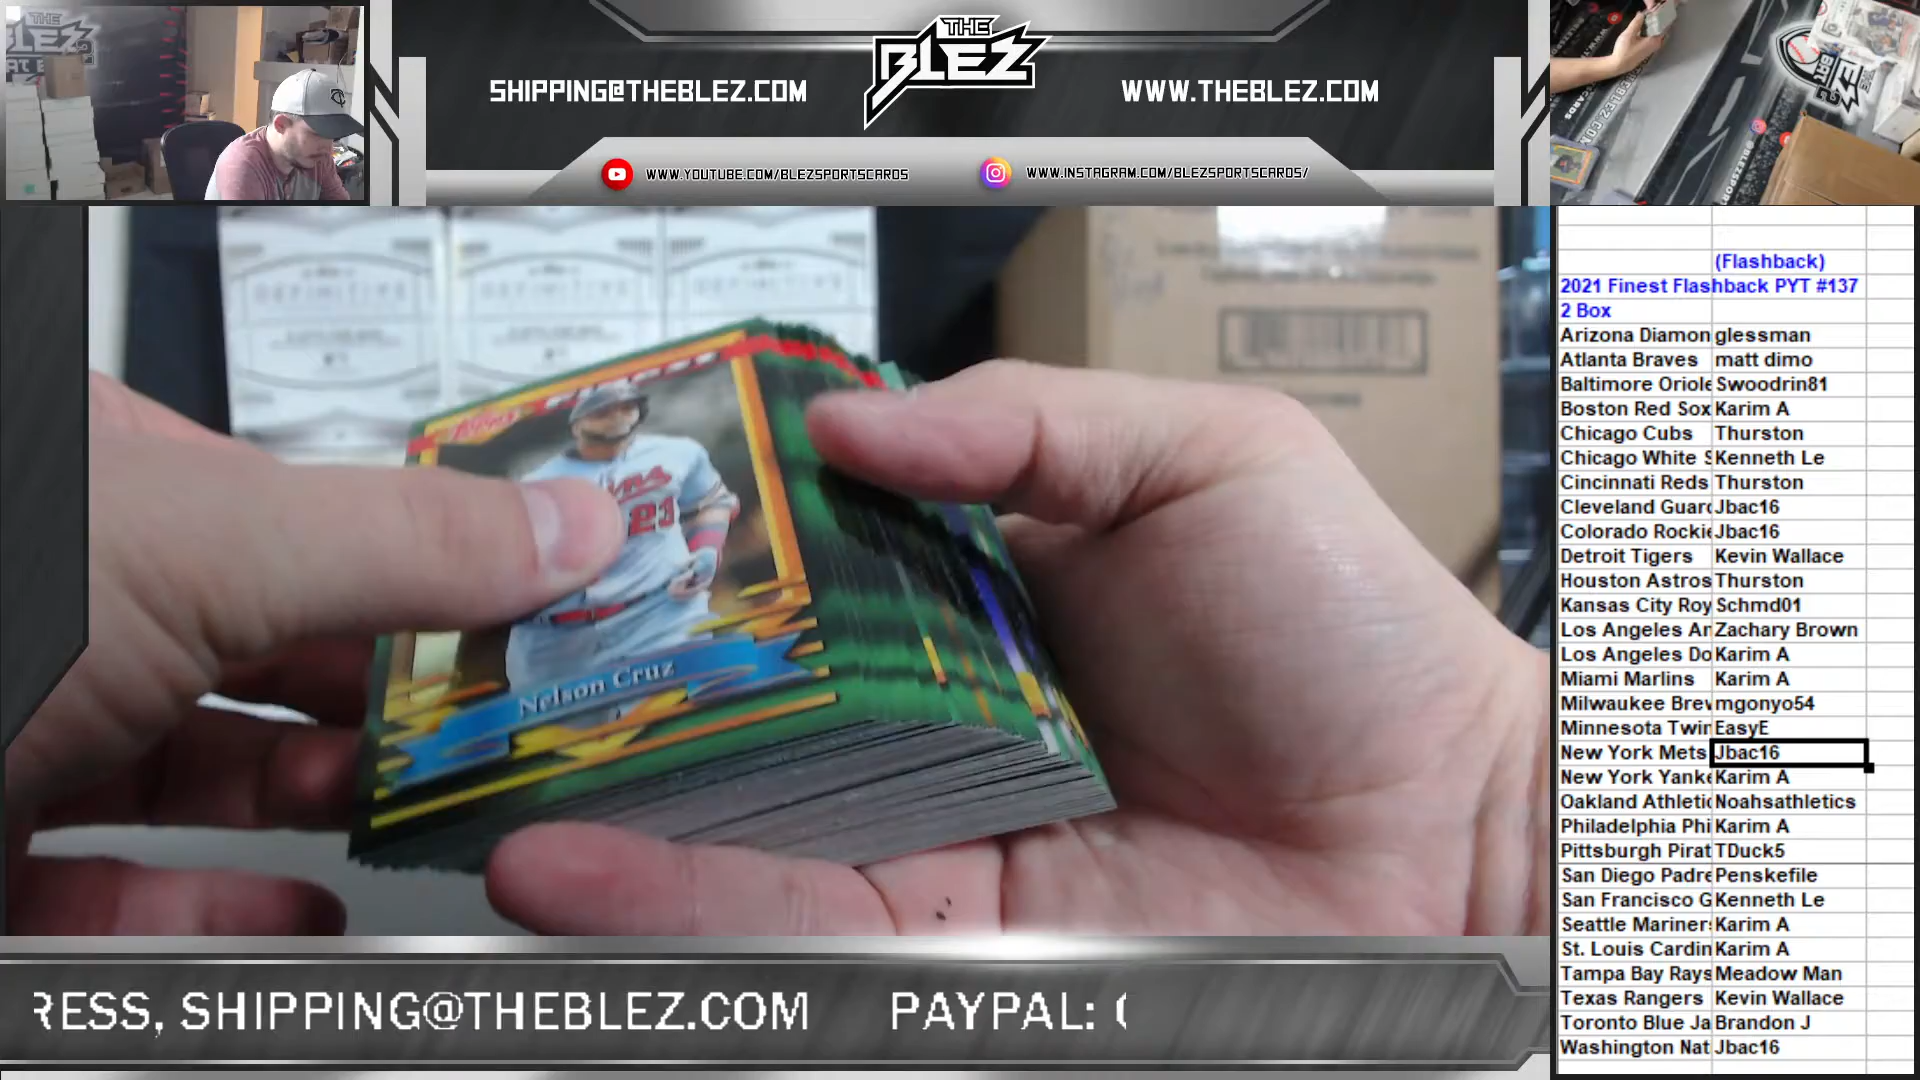 THE
BLEZ
SHIPPING@THEBLEZ.COM
WWW.THEBLEZ.COM
WWW.YOUTUBE.COM/BLEZSPORTSCARDS
WWW.INSTAGRAM.COM/BLEZSPORTSCARDS/
Nelson Cruz
23
(Flashback)
2021 Finest Flashback PYT #137
2 Box
Arizona Diamon glessman
Atlanta Braves matt dimo
Baltimore Oriole Swoodrin81
Boston Red Sox Karim A
Chicago Cubs Thurston
Chicago White S Kenneth Le
Cincinnati Reds Thurston
Cleveland Guard Jbac16
Colorado Rockie Jbac16
Detroit Tigers Kevin Wallace
Houston Astros Thurston
Kansas City Roy Schmd01
Los Angeles An Zachary Brown
Los Angeles Do Karim A
Miami Marlins Karim A
Milwaukee Brew mgonyo54
Minnesota Twin EasyE
New York Mets Jbac16
New York Yanke Karim A
Oakland Athletic Noahsathletics
Philadelphia Phi Karim A
Pittsburgh Pirat TDuck5
San Diego Padre Penskefile
San Francisco G Kenneth Le
Seattle Mariners Karim A
St. Louis Cardin Karim A
Tampa Bay Rays Meadow Man
Texas Rangers Kevin Wallace
Toronto Blue Ja Brandon J
Washington Nat Jbac16
RESS, SHIPPING@THEBLEZ.COM PAYPAL: